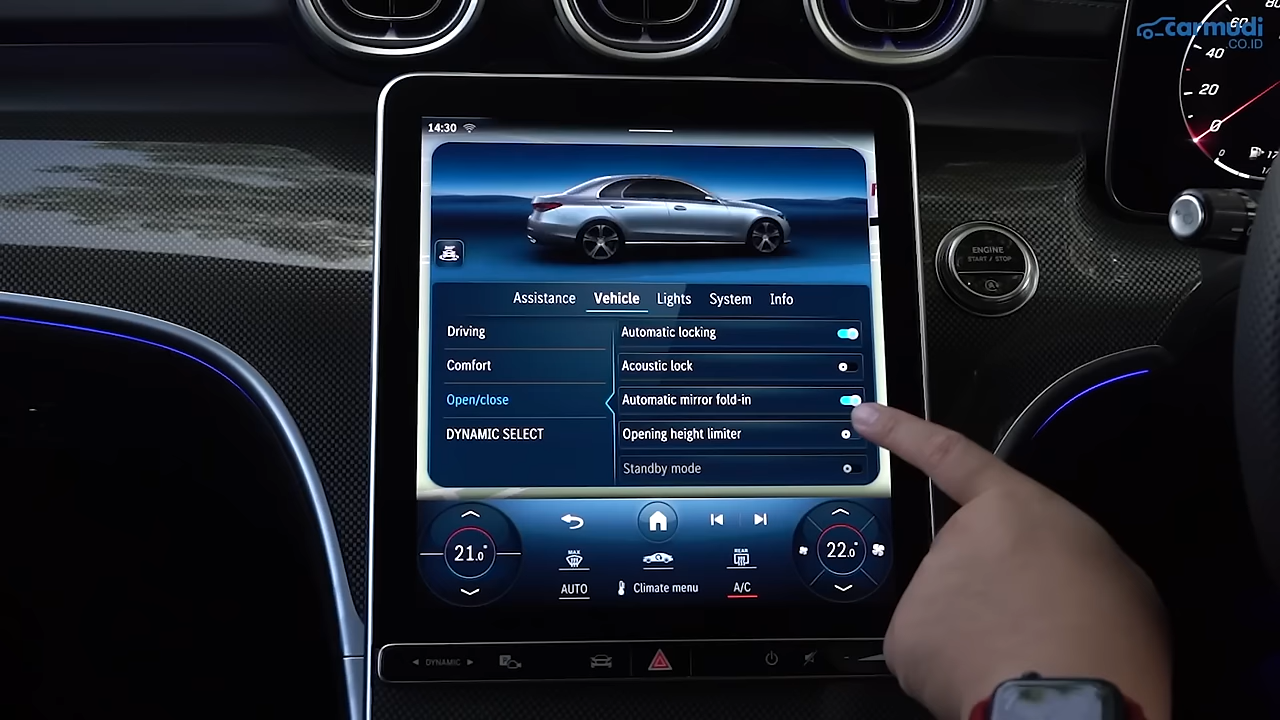 carmudi
.CO.ID
80
60
40
20
0
0
14:30
ENGINE
START / STOP
A
Assistance Vehicle Lights System Info
Driving
Comfort
Open/close
DYNAMIC SELECT
Automatic locking
Acoustic lock
Automatic mirror fold-in
Opening height limiter
Standby mode
21.0°
22.0°
MAX
REAR
AUTO
Climate menu
A/C
DYNAMIC
P